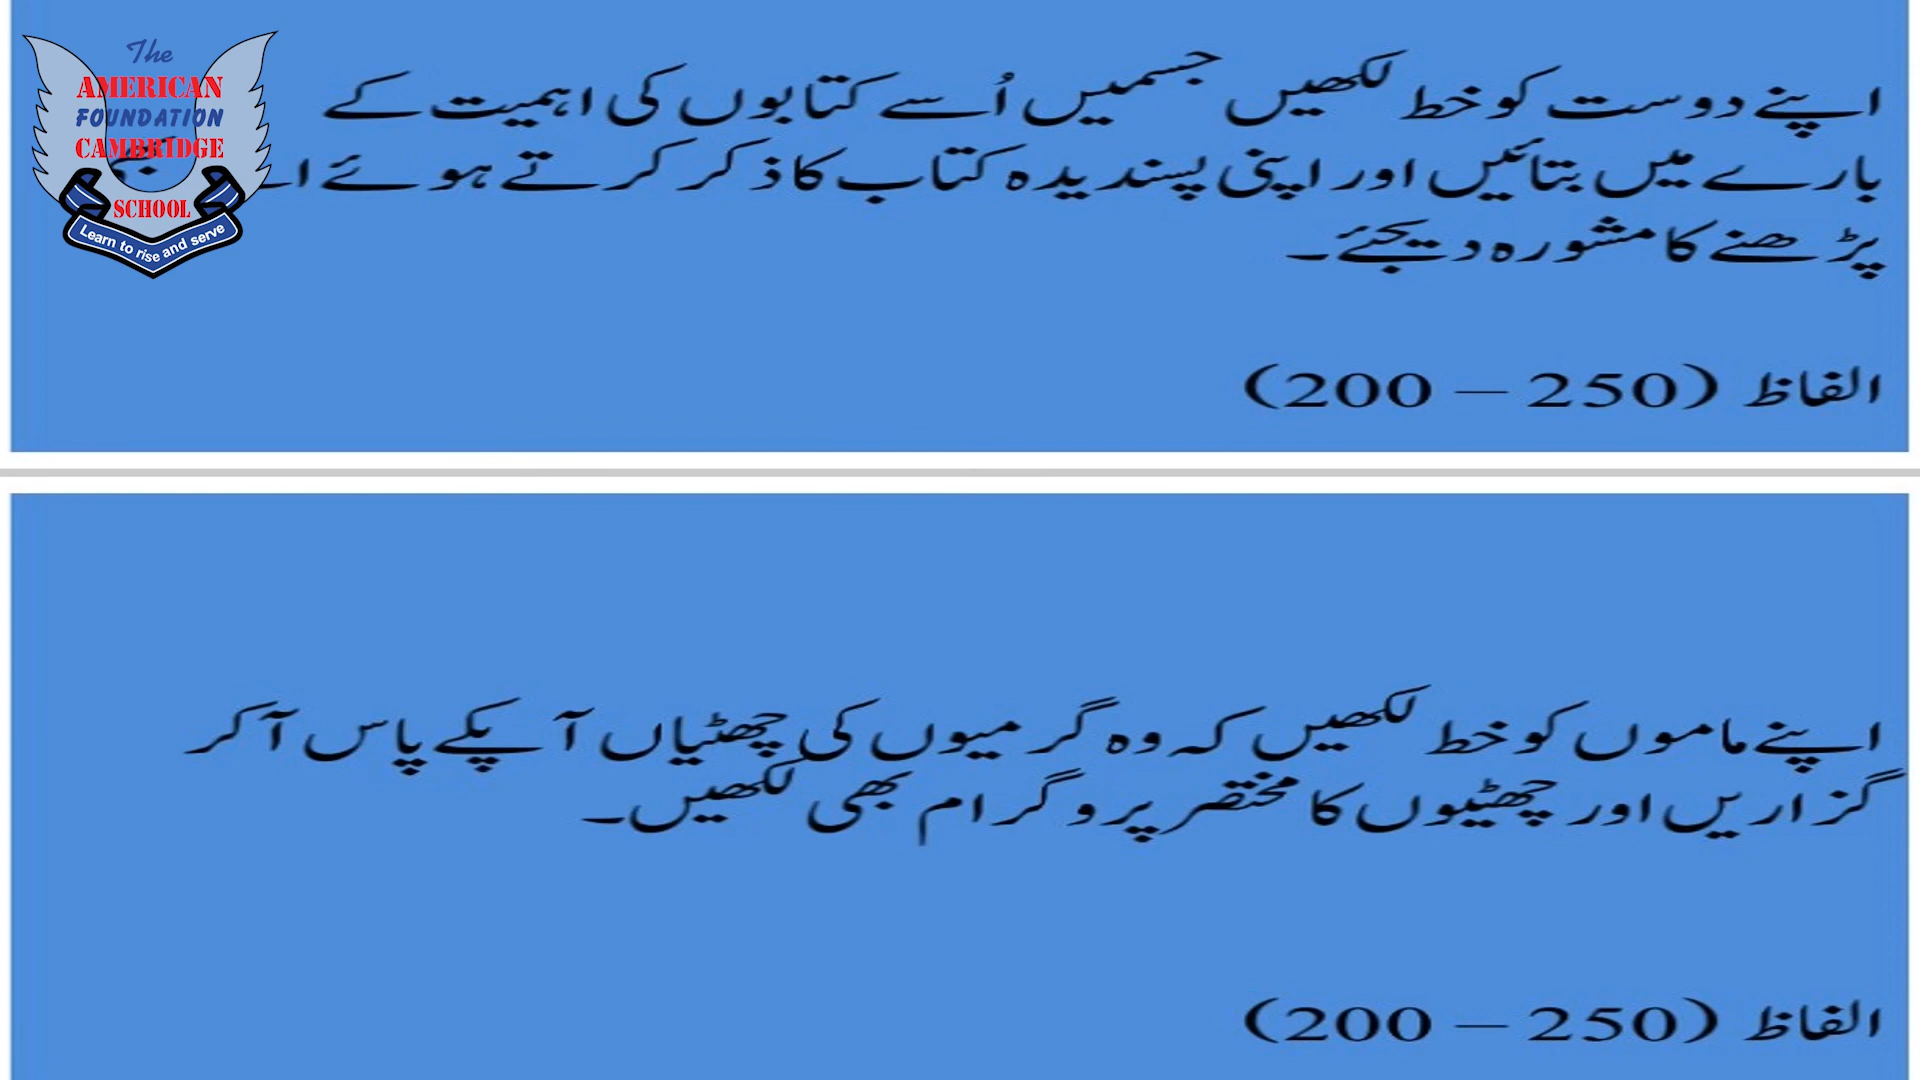 The
AMERICAN
FOUNDATION
CAMBRIDGE
SCHOOL
Learn to rise and serve
اپنے دوست کو خط لکھیں جسمیں اُسے کتابوں کی اہمیت کے
بارے میں بتائیں اور اپنی پسندیدہ کتاب کا ذکر کرتے ہوئے
پڑھنے کا مشورہ دیجئے۔
الفاظ (200 – 250)
اپنے ماموں کو خط لکھیں کہ وہ گرمیوں کی چھٹیاں آپکے پاس آکر
گزاریں اور چھٹیوں کا مختصر پروگرام بھی لکھیں۔
الفاظ (200 – 250)